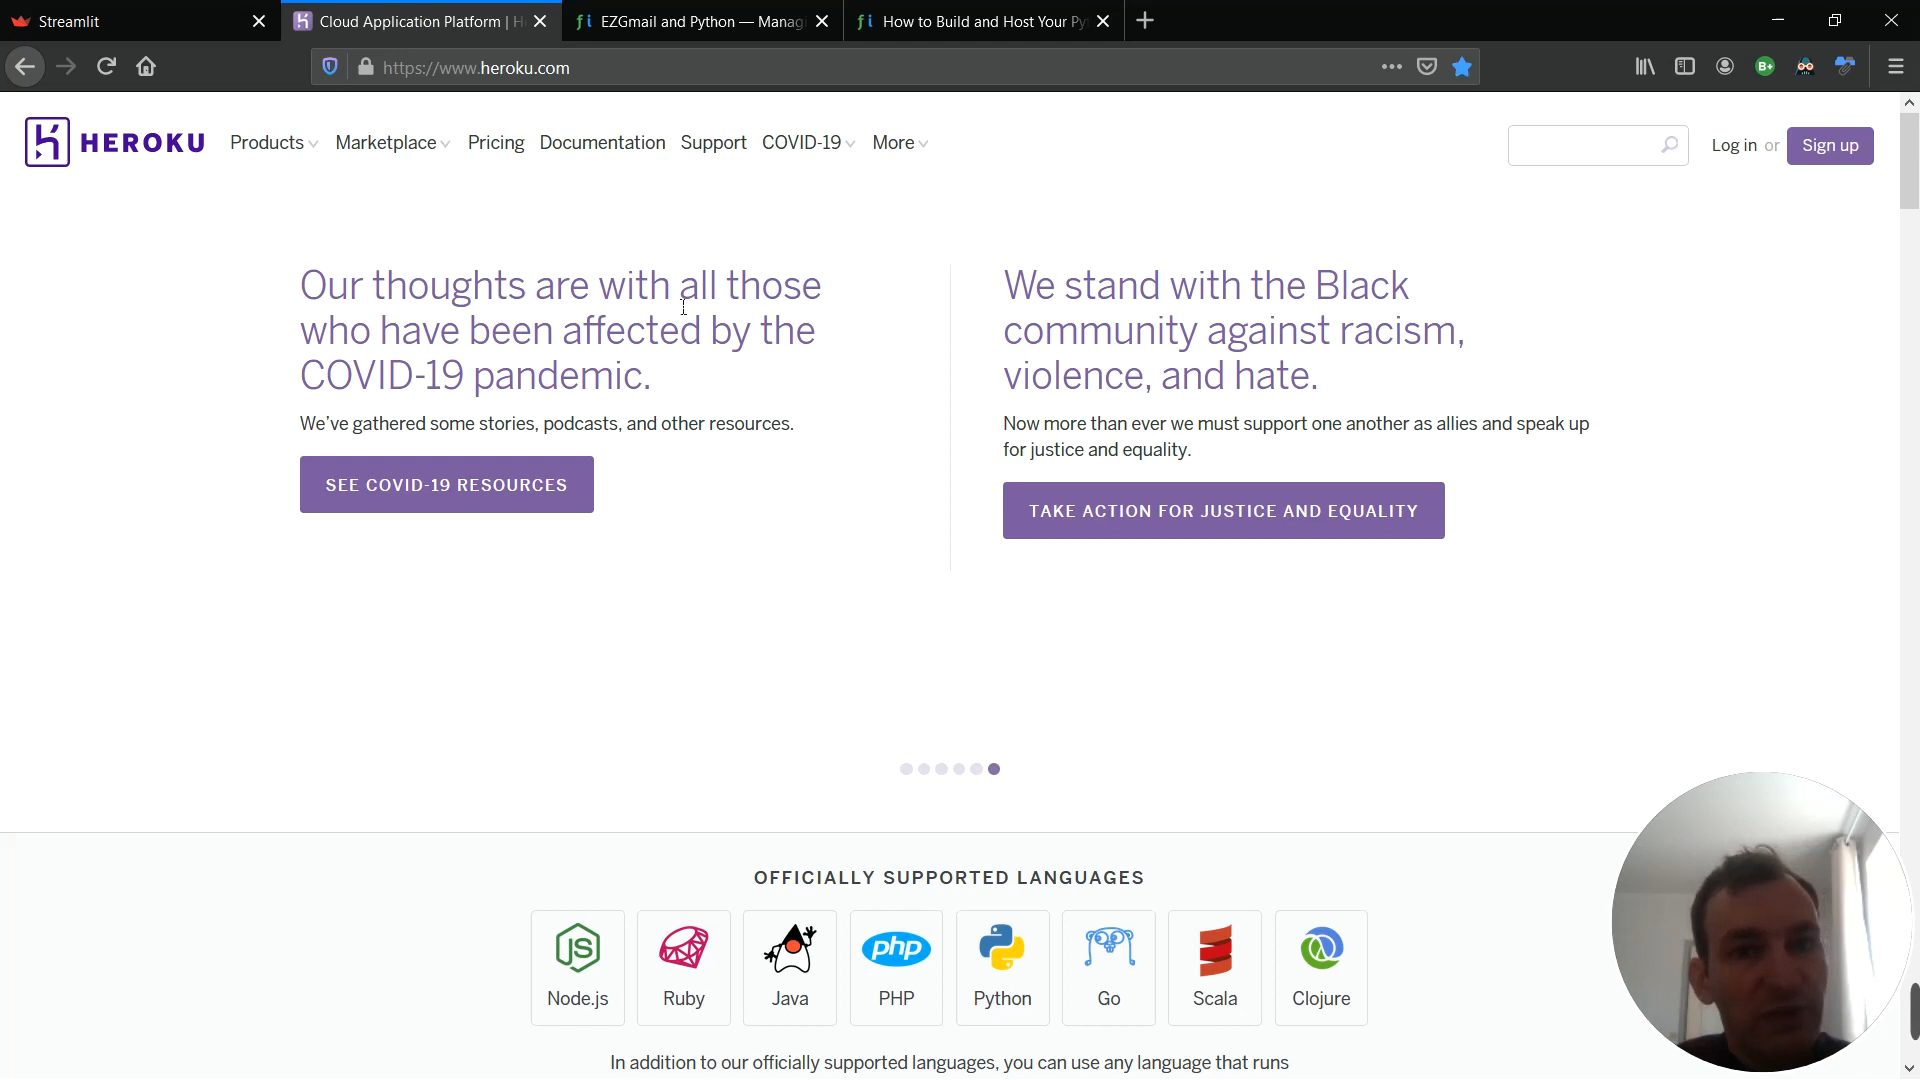 Streamlit
Cloud Application Platform | H
EZGmail and Python — Managi
How to Build and Host Your Py
https://www.heroku.com
B+
HEROKU
Products
Marketplace
Pricing
Documentation
Support
COVID-19
More
Log in or
Sign up
Our thoughts are with all those
who have been affected by the
COVID-19 pandemic.
We've gathered some stories, podcasts, and other resources.
SEE COVID-19 RESOURCES
We stand with the Black
community against racism,
violence, and hate.
Now more than ever we must support one another as allies and speak up
for justice and equality.
TAKE ACTION FOR JUSTICE AND EQUALITY
OFFICIALLY SUPPORTED LANGUAGES
JS
php
Node.js
Ruby
Java
PHP
Python
Go
Scala
Clojure
In addition to our officially supported languages, you can use any language that runs